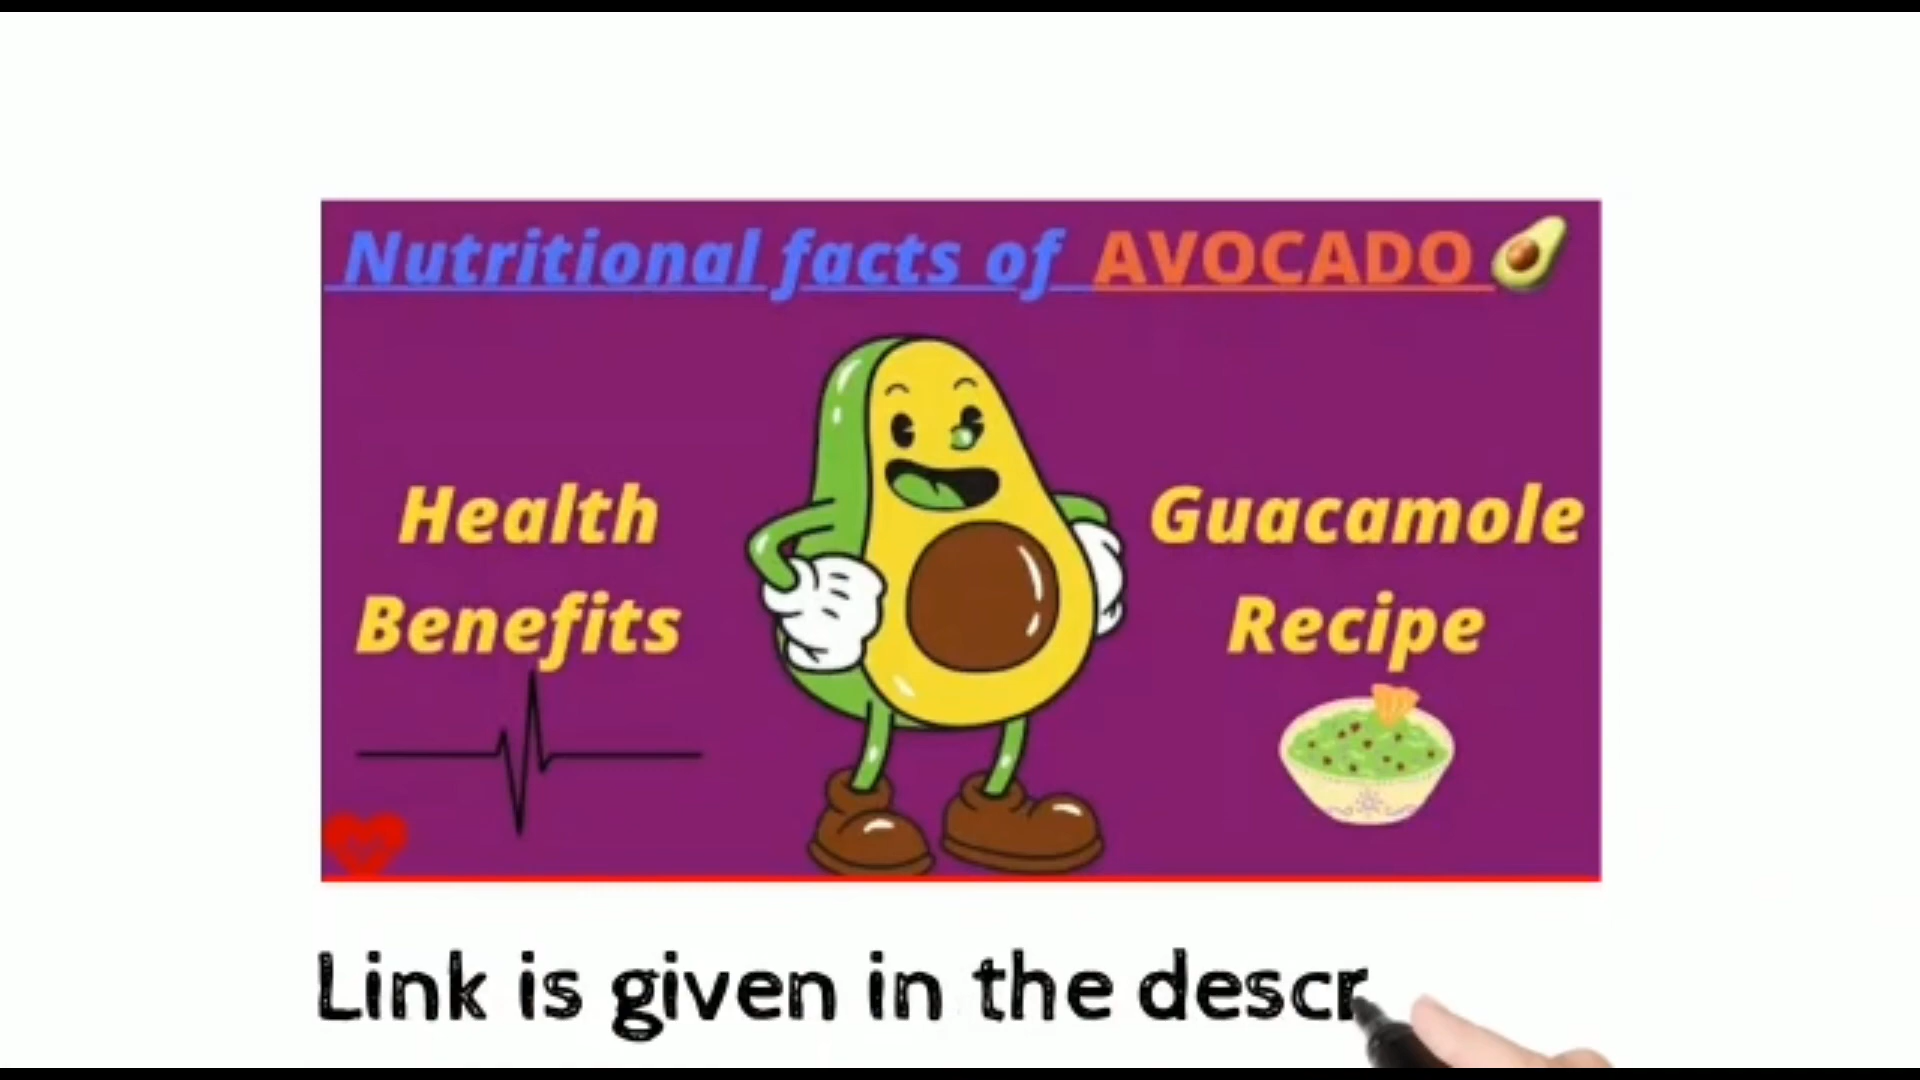 Nutritional facts of AVOCADO
Health
Benefits
Guacamole
Recipe
Link is given in the descr